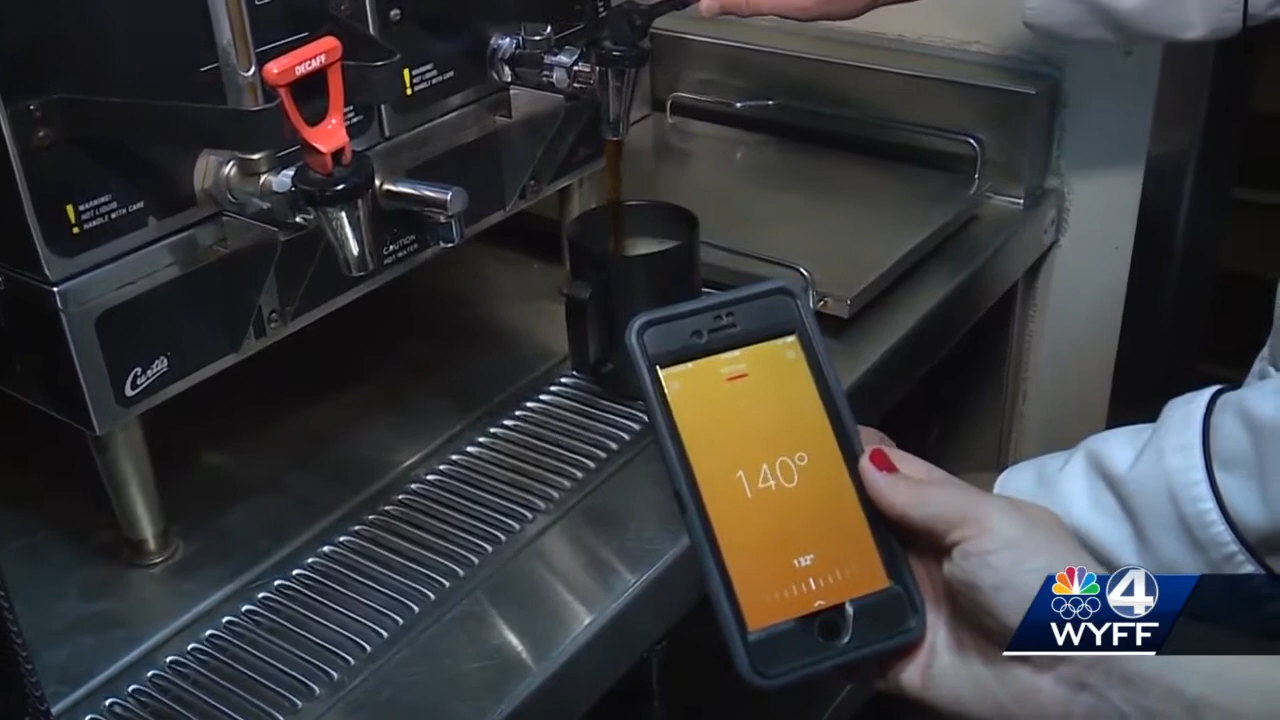 DECAFF
WARNING!
HOT LIQUID.
HANDLE WITH CARE
WARNING!
HOT LIQUID.
HANDLE WITH CARE
CAUTION
HOT WATER
Curtis
140°
132°
4
WYFF